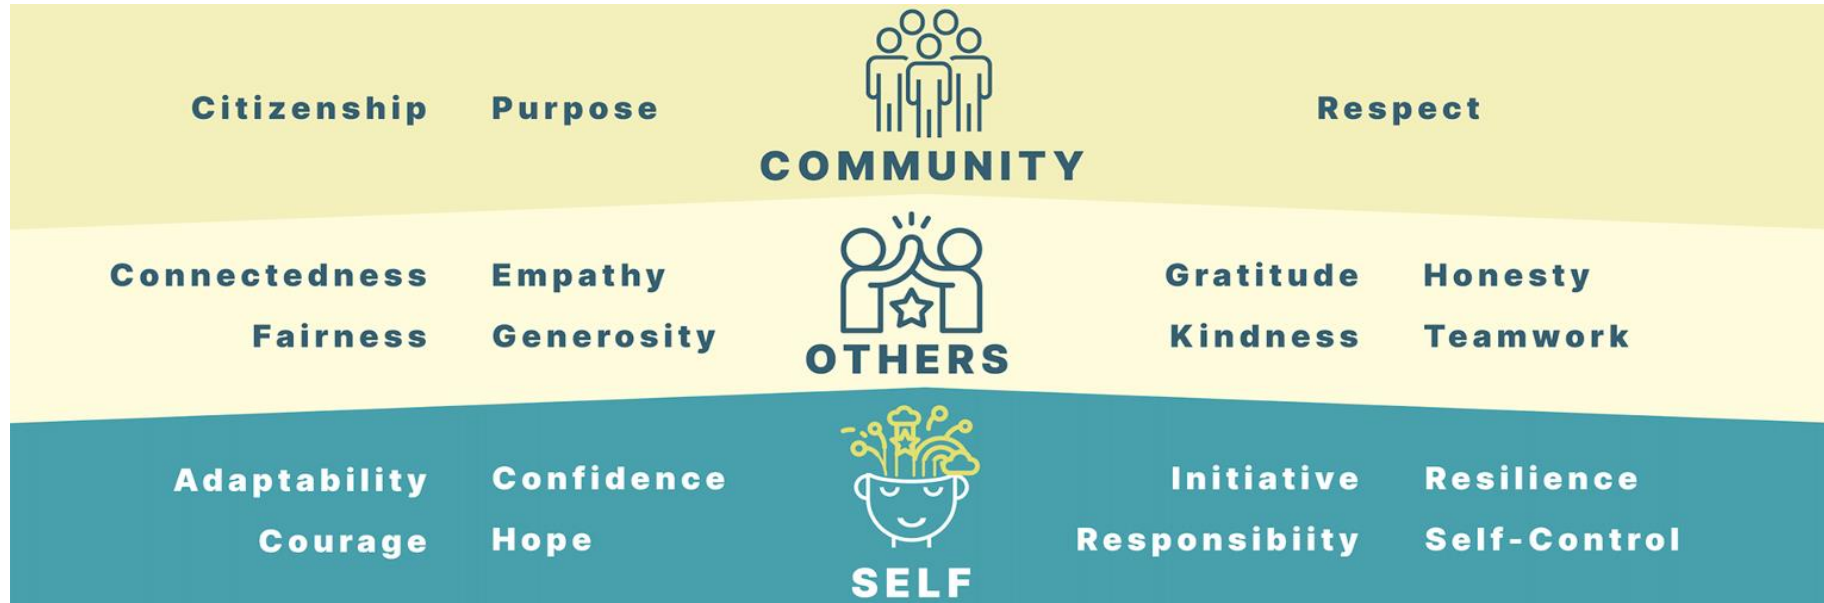 Citizenship Purpose Respect
COMMUNITY
Connectedness Empathy Gratitude Honesty
Fairness Generosity Kindness Teamwork
OTHERS
Adaptability Confidence Initiative Resilience
Courage Hope Responsibiity Self-Control
SELF